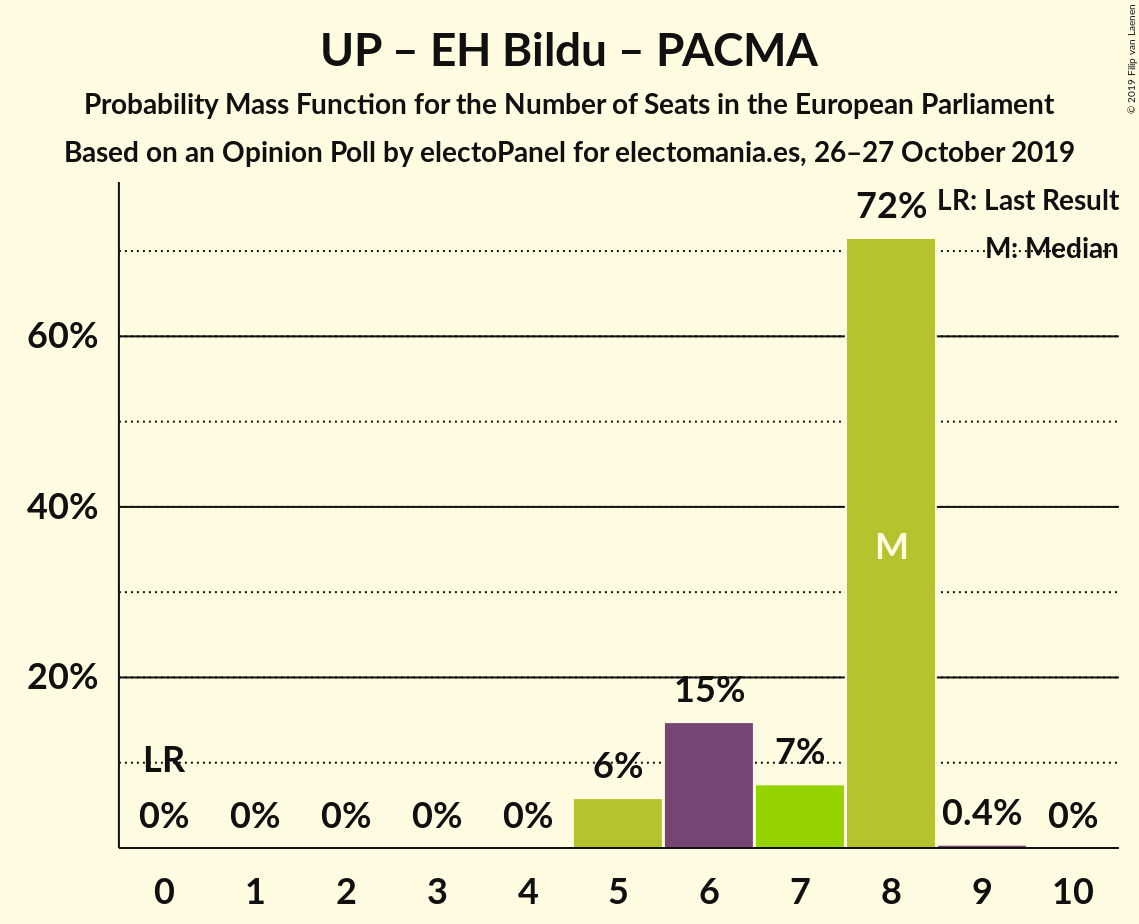 UP – EH Bildu – PACMA
Probability Mass Function for the Number of Seats in the European Parliament
Based on an Opinion Poll by electoPanel for electomania.es, 26–27 October 2019
© 2019 Filip van Laenen
LR: Last Result
M: Median
72%
60%
40%
M
20%
15%
7%
6%
LR
0% 0% 0% 0% 0% 0.4% 0%
0 1 2 3 4 5 6 7 8 9 10